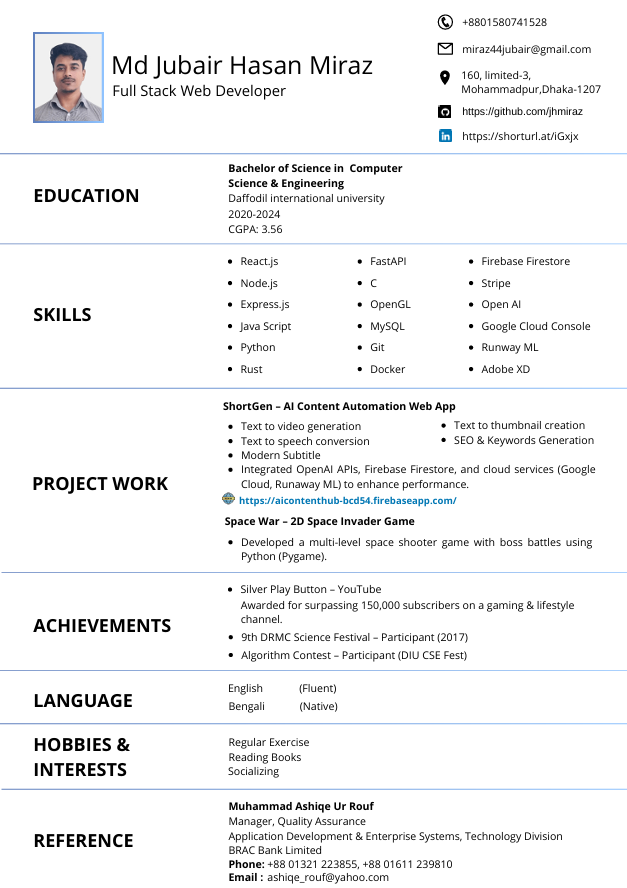 Md Jubair Hasan Miraz
Full Stack Web Developer
+8801580741528
miraz44jubair@gmail.com
160, limited-3,
Mohammadpur,Dhaka-1207
https://github.com/jhmiraz
https://shorturl.at/iGxjx
EDUCATION
Bachelor of Science in Computer
Science & Engineering
Daffodil international university
2020-2024
CGPA: 3.56
SKILLS
• React.js
• Node.js
• Express.js
• Java Script
• Python
• Rust
• FastAPI
• C
• OpenGL
• MySQL
• Git
• Docker
• Firebase Firestore
• Stripe
• Open AI
• Google Cloud Console
• Runway ML
• Adobe XD
PROJECT WORK
ShortGen – AI Content Automation Web App
• Text to video generation
• Text to speech conversion
• Modern Subtitle
• Text to thumbnail creation
• SEO & Keywords Generation
• Integrated OpenAI APIs, Firebase Firestore, and cloud services (Google
Cloud, Runway ML) to enhance performance.
https://aicontenthub-bcd54.firebaseapp.com/
Space War – 2D Space Invader Game
• Developed a multi-level space shooter game with boss battles using
Python (Pygame).
ACHIEVEMENTS
• Silver Play Button – YouTube
Awarded for surpassing 150,000 subscribers on a gaming & lifestyle
channel.
• 9th DRMC Science Festival – Participant (2017)
• Algorithm Contest – Participant (DIU CSE Fest)
LANGUAGE
English (Fluent)
Bengali (Native)
HOBBIES &
INTERESTS
Regular Exercise
Reading Books
Socializing
REFERENCE
Muhammad Ashiqe Ur Rouf
Manager, Quality Assurance
Application Development & Enterprise Systems, Technology Division
BRAC Bank Limited
Phone: +88 01321 223855, +88 01611 239810
Email : ashiqe_rouf@yahoo.com